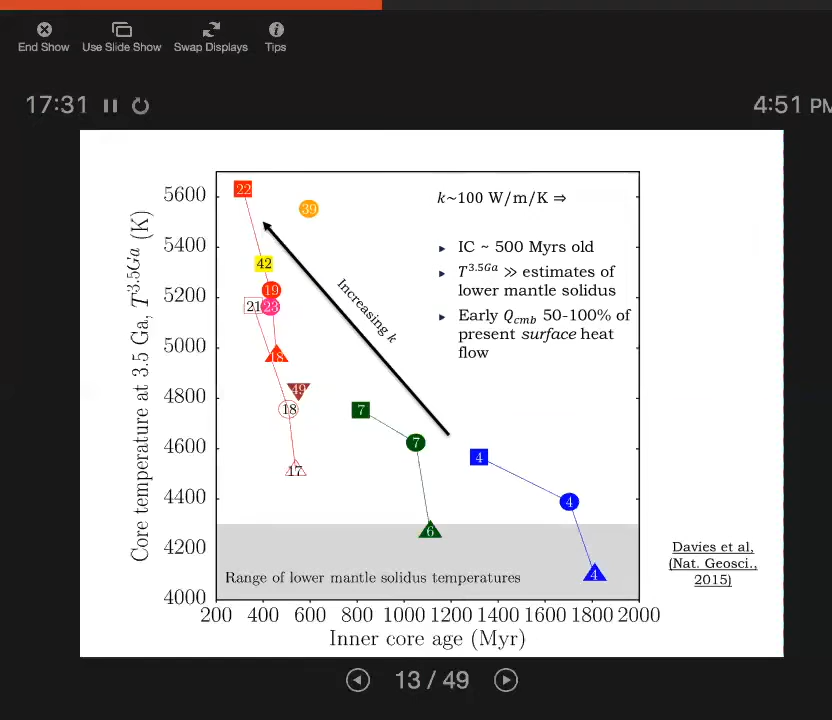 End Show Use Slide Show Swap Displays Tips
17:31 4:51 PM
5600
5400
5200
5000
4800
4600
4400
4200
4000
Core temperature at 3.5 Ga, T^3.5Ga (K)
22
39
42
19
21 23
18
49
18
17
7
7
6
4
4
4
Increasing k
k~100 W/m/K ⇒
▸ IC ~ 500 Myrs old
▸ T^3.5Ga ≫ estimates of
lower mantle solidus
▸ Early Q_cmb 50-100% of
present surface heat
flow
Range of lower mantle solidus temperatures
200 400 600 800 1000 1200 1400 1600 1800 2000
Inner core age (Myr)
Davies et al,
(Nat. Geosci.,
2015)
13 / 49